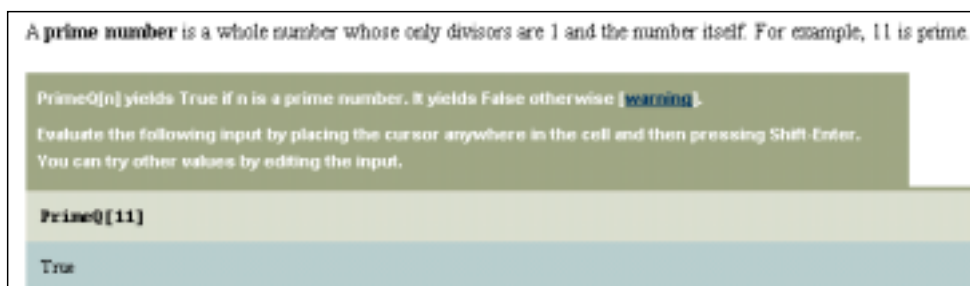 A prime number is a whole number whose only divisors are 1 and the number itself. For example, 11 is prime.
PrimeQ[n] yields True if n is a prime number. It yields False otherwise [warning].
Evaluate the following input by placing the cursor anywhere in the cell and then pressing Shift-Enter.
You can try other values by editing the input.
PrimeQ[11]
True